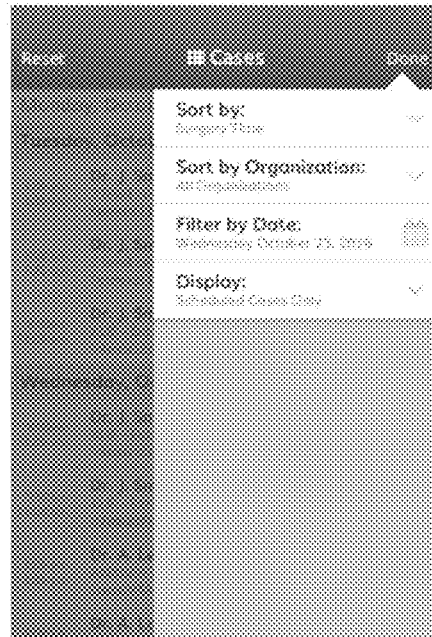 Reset Cases Done
Sort by:
Surgery Time
Sort by Organization:
All Organizations
Filter by Date:
Wednesday October 25, 2016
Display:
Scheduled Cases Only